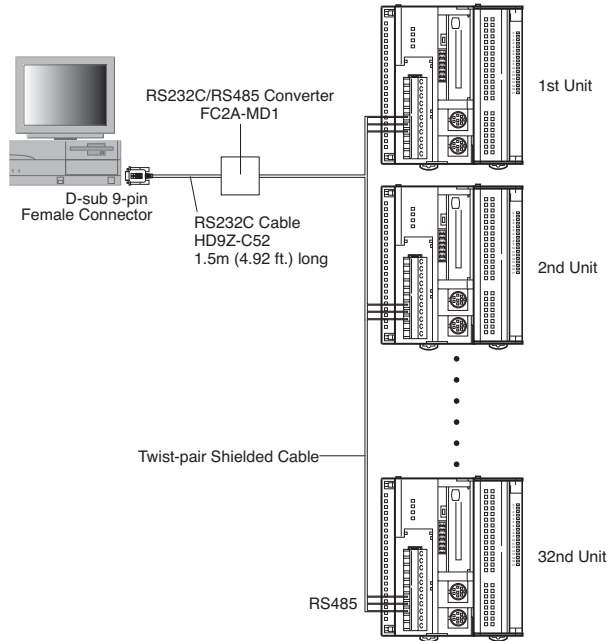 1st Unit
RS232C/RS485 Converter
FC2A-MD1
D-sub 9-pin
Female Connector
RS232C Cable
HD9Z-C52
1.5m (4.92 ft.) long
2nd Unit
Twist-pair Shielded Cable
32nd Unit
RS485